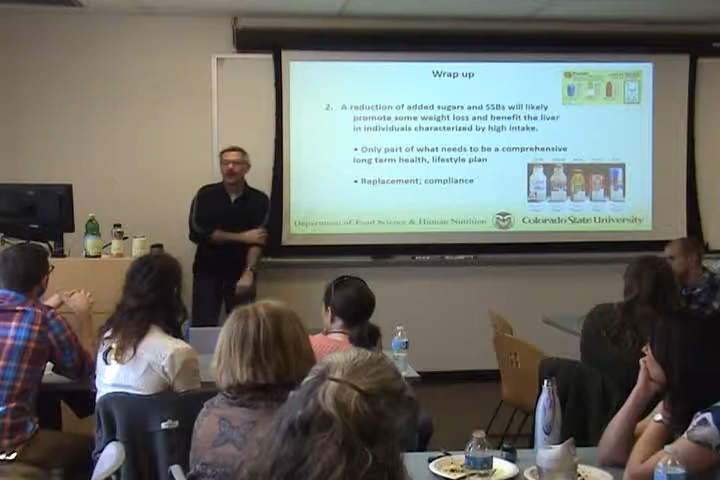 Wrap up
2. A reduction of added sugars and SSBs will likely
promote some weight loss and benefit the liver
in individuals characterized by high intake.
• Only part of what needs to be a comprehensive
long term health, lifestyle plan
• Replacement; compliance
Department of Food Science & Human Nutrition
Colorado State University